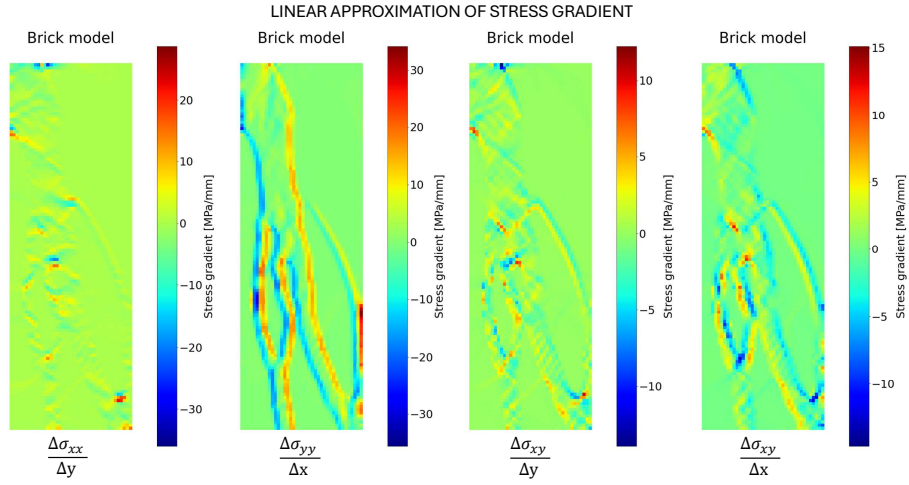 LINEAR APPROXIMATION OF STRESS GRADIENT
Brick model
20
10
0
−10
−20
−30
Stress gradient [MPa/mm]
Δσxx
Δy
Brick model
30
20
10
0
−10
−20
−30
Stress gradient [MPa/mm]
Δσyy
Δx
Brick model
10
5
0
−5
−10
Stress gradient [MPa/mm]
Δσxy
Δy
Brick model
15
10
5
0
−5
−10
Stress gradient [MPa/mm]
Δσxy
Δx